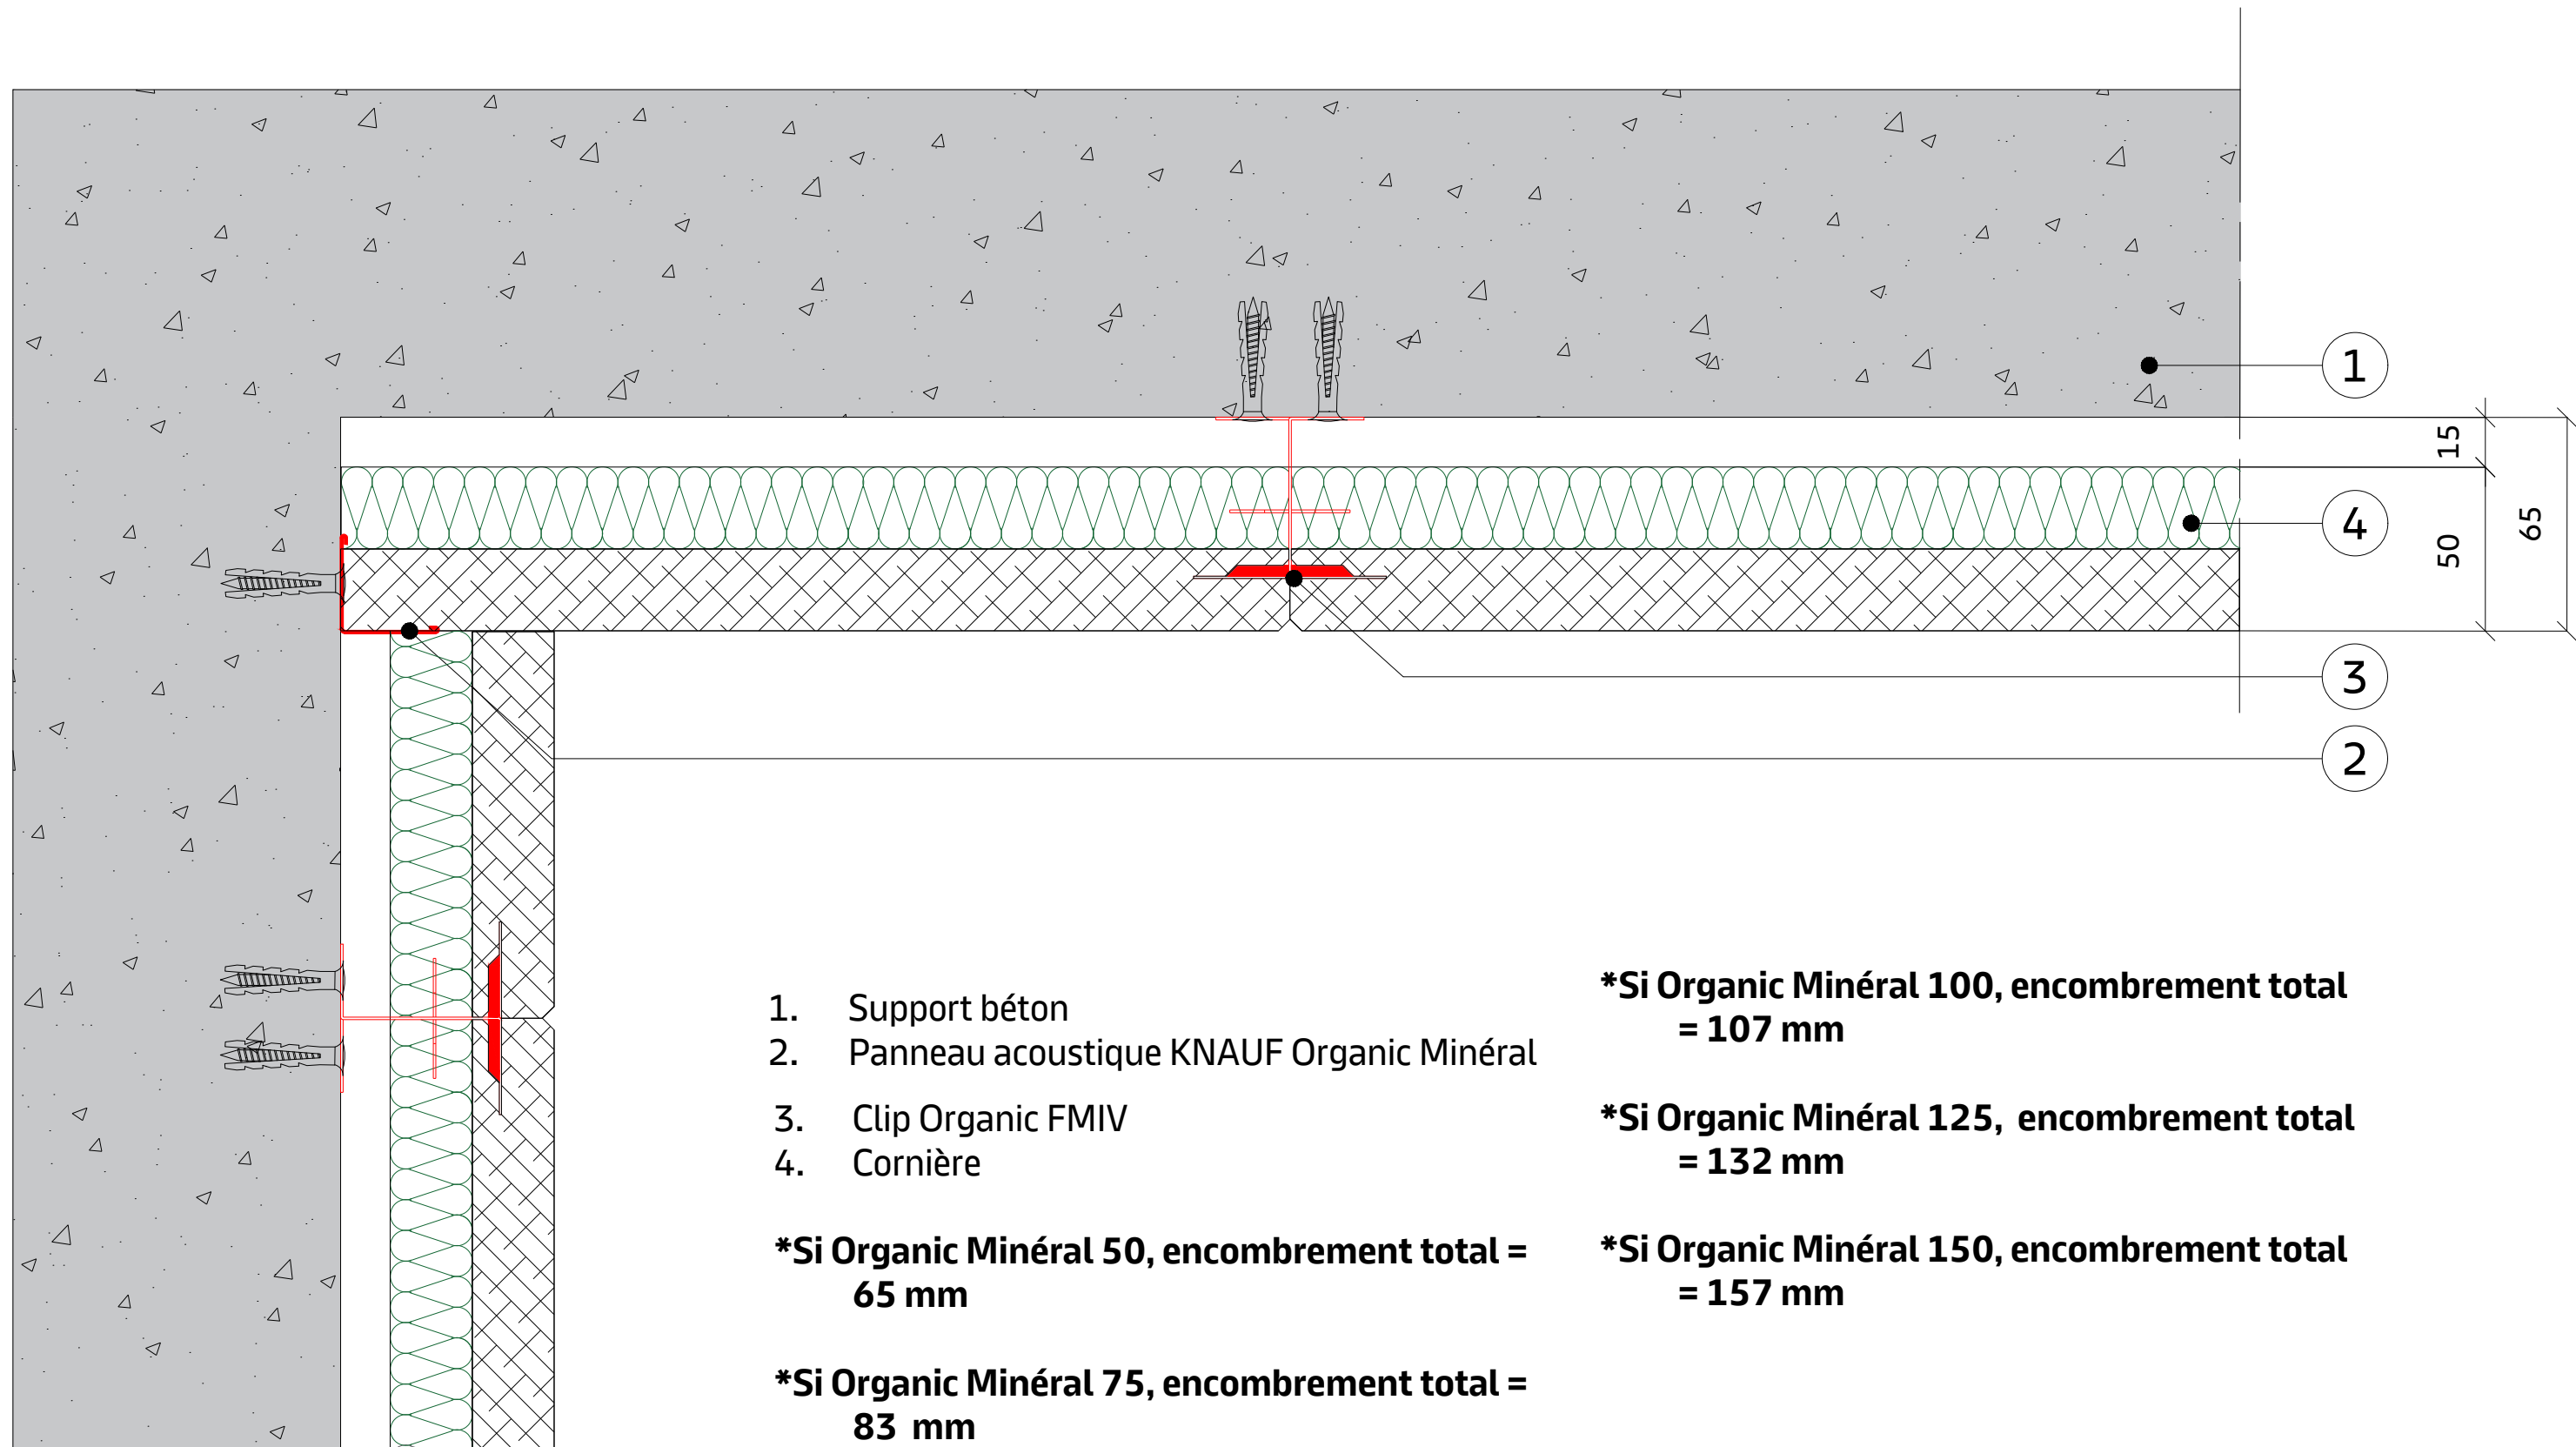 1
15
4
50
65
3
2
1. Support béton
2. Panneau acoustique KNAUF Organic Minéral
3. Clip Organic FMIV
4. Cornière
*Si Organic Minéral 50, encombrement total =
65 mm
*Si Organic Minéral 75, encombrement total =
83 mm
*Si Organic Minéral 100, encombrement total
= 107 mm
*Si Organic Minéral 125, encombrement total
= 132 mm
*Si Organic Minéral 150, encombrement total
= 157 mm